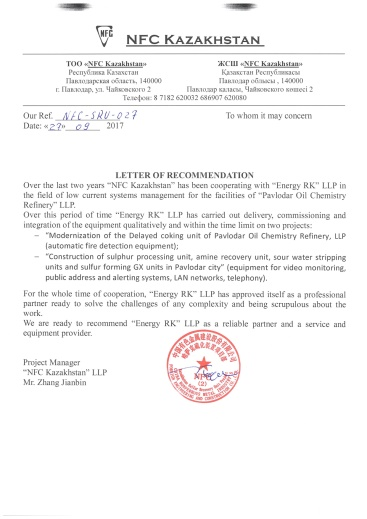 NFC
NFC KAZAKHSTAN
ТОО «NFC Kazakhstan»
Республика Казахстан
Павлодарская область, 140000
г. Павлодар, ул. Чайковского 2
ЖСШ «NFC Kazakhstan»
Қазақстан Республикасы
Павлодар облысы , 140000
Павлодар қаласы, Чайковского көшесі 2
Телефон: 8 7182 620032 686907 620080
Our Ref. NFC-SRU-027
To whom it may concern
Date: «27» 09 2017
LETTER OF RECOMMENDATION
Over the last two years “NFC Kazakhstan” has been cooperating with “Energy RK” LLP in
the field of low current systems management for the facilities of “Pavlodar Oil Chemistry
Refinery” LLP.
Over this period of time “Energy RK” LLP has carried out delivery, commissioning and
integration of the equipment qualitatively and within the time limit on two projects:
– “Modernization of the Delayed coking unit of Pavlodar Oil Chemistry Refinery, LLP
(automatic fire detection equipment);
– “Construction of sulphur processing unit, amine recovery unit, sour water stripping
units and sulfur forming GX units in Pavlodar city” (equipment for video monitoring,
public address and alerting systems, LAN networks, telephony).
For the whole time of cooperation, “Energy RK” LLP has approved itself as a professional
partner ready to solve the challenges of any complexity and being scrupulous about the
work.
We are ready to recommend “Energy RK” LLP as a reliable partner and a service and
equipment provider.
Project Manager
“NFC Kazakhstan” LLP
Mr. Zhang Jianbin
(2)